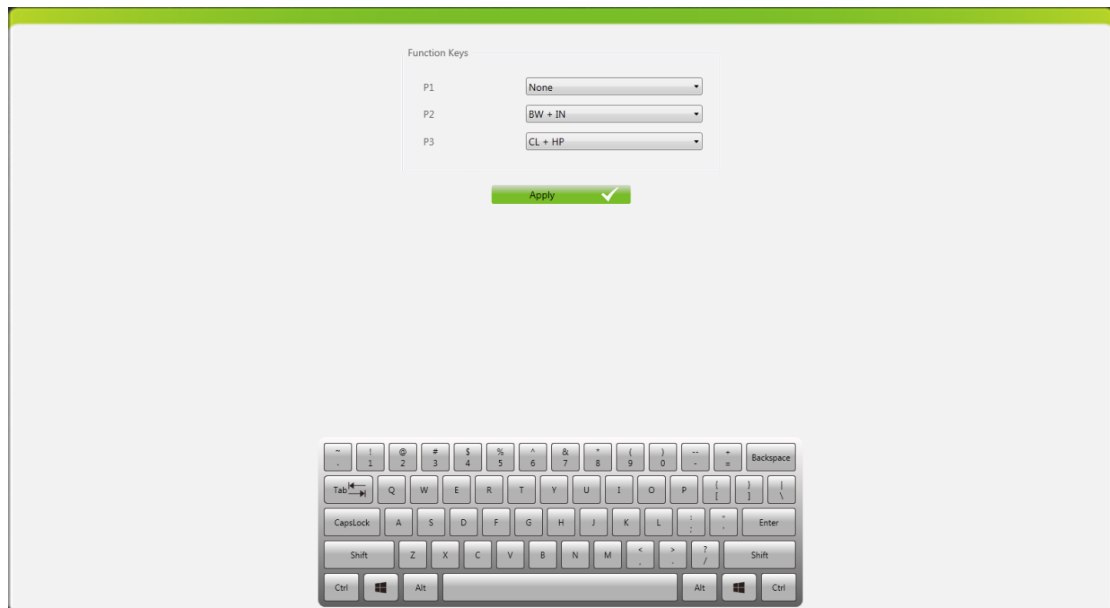 Function Keys
P1 None
P2 BW + IN
P3 CL + HP
Apply
~ ! @ # $ % ^ & * ( ) -- +
. 1 2 3 4 5 6 7 8 9 0 - = Backspace
Tab Q W E R T Y U I O P { } |
[ ] \
CapsLock A S D F G H J K L : " Enter
; .
Shift Z X C V B N M < > ? Shift
, . /
Ctrl Alt Alt Ctrl